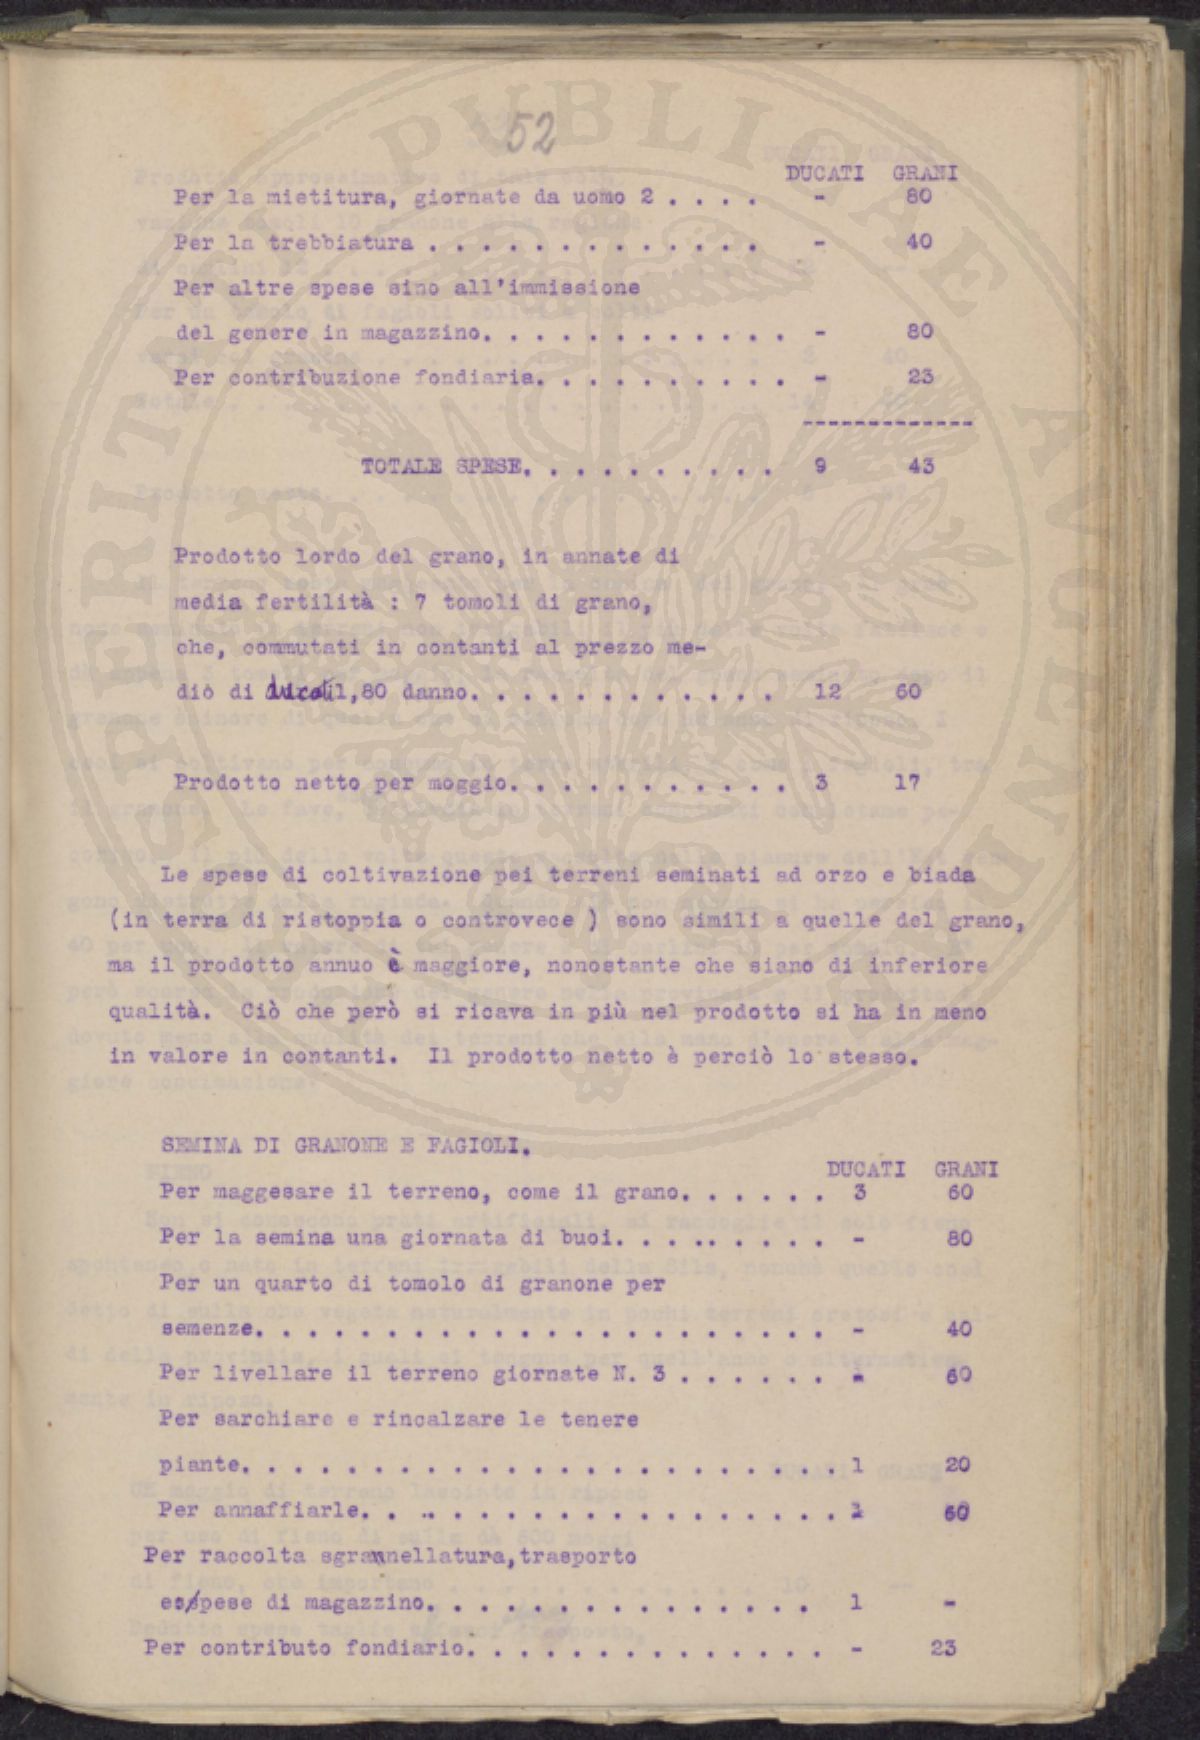 52
DUCATI GRANI
Per la mietitura, giornate da uomo 2 . . . . - 80
Per la trebbiatura . . . . . . . . . . . . . - 40
Per altre spese sino all'immissione
del genere in magazzino. . . . . . . . . . . . - 80
Per contribuzione fondiaria. . . . . . . . . . - 23
-------------
TOTALE SPESE. . . . . . . . . . 9 43
Prodotto lordo del grano, in annate di
media fertilità : 7 tomoli di grano,
che, commutati in contanti al prezzo me-
diò di 1,80 danno. . . . . . . . . . . . 12 60
Prodotto netto per moggio. . . . . . . . . . . 3 17
Le spese di coltivazione pei terreni seminati ad orzo e biada
(in terra di ristoppia o controvece ) sono simili a quelle del grano,
ma il prodotto annuo è maggiore, nonostante che siano di inferiore
qualità. Ciò che però si ricava in più nel prodotto si ha in meno
in valore in contanti. Il prodotto netto è perciò lo stesso.
SEMINA DI GRANONE E FAGIOLI.
DUCATI GRANI
Per maggesare il terreno, come il grano. . . . . . 3 60
Per la semina una giornata di buoi. . . . .. . . . . - 80
Per un quarto di tomolo di granone per
semenze. . . . . . . . . . . . . . . . . . . . . . - 40
Per livellare il terreno giornate N. 3 . . . . . . - 60
Per sarchiare e rincalzare le tenere
piante. . . . . . . . . . . . . . . . . . . . . . . 1 20
Per annaffiarle. . .. . . . . . . . . . . . . . . . . 60
Per raccolta sgrannellatura,trasporto
e spese di magazzino. . . . . . . . . . . . . . . 1 -
Per contributo fondiario. . . . . . . . . . . . . . - 23
PERITAT PUBLICAE AVGENDAE